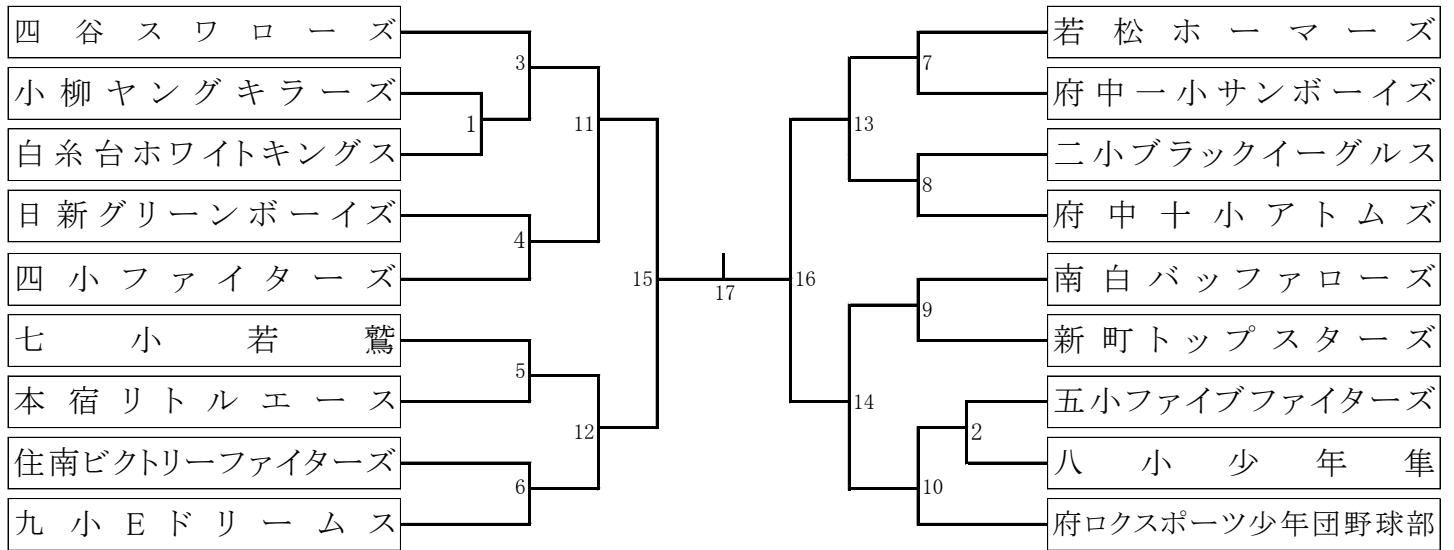 四谷スワローズ
小柳ヤングキラーズ
白糸台ホワイトキングス
日新グリーンボーイズ
四小ファイターズ
七小若鷲
本宿リトルエース
住南ビクトリーファイターズ
九小Eドリームス
3
1
11
4
15
5
12
6
17
7
13
8
16
9
14
2
10
若松ホーマーズ
府中一小サンボーイズ
二小ブラックイーグルス
府中十小アトムズ
南白バッファローズ
新町トップスターズ
五小ファイブファイターズ
八小少年隼
府ロクスポーツ少年団野球部